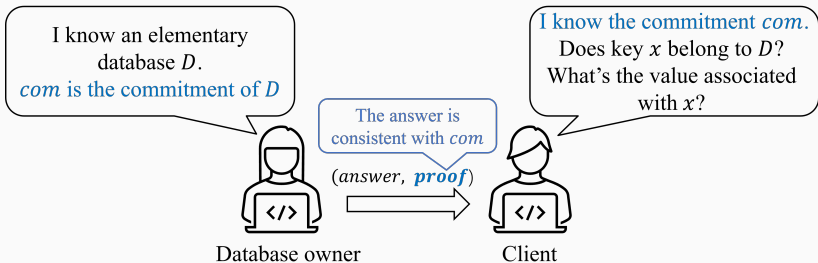 I know an elementary
database D.
com is the commitment of D
I know the commitment com.
Does key x belong to D?
What's the value associated
with x?
The answer is
consistent with com
(answer, proof)
</>
</>
Database owner
Client